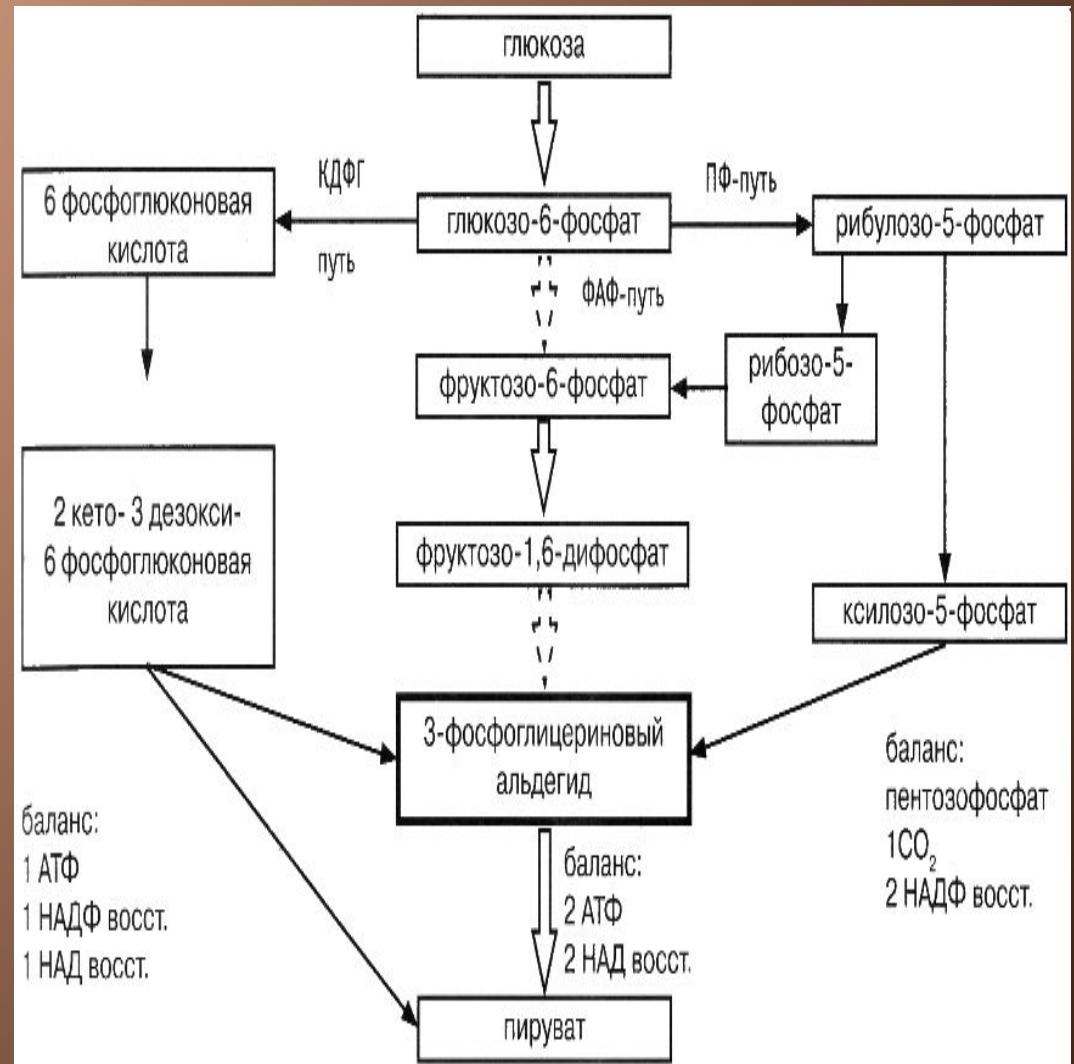 глюкоза
КДФГ
путь
ПФ-путь
6 фосфоглюконовая
кислота
глюкозо-6-фосфат
рибулозо-5-фосфат
ФАФ-путь
фруктозо-6-фосфат
рибозо-5-
фосфат
2 кето- 3 дезокси-
6 фосфоглюконовая
кислота
фруктозо-1,6-дифосфат
ксилозо-5-фосфат
3-фосфоглицериновый
альдегид
баланс:
1 АТФ
1 НАДФ восст.
1 НАД восст.
баланс:
2 АТФ
2 НАД восст.
баланс:
пентозофосфат
1CO₂
2 НАДФ восст.
пируват